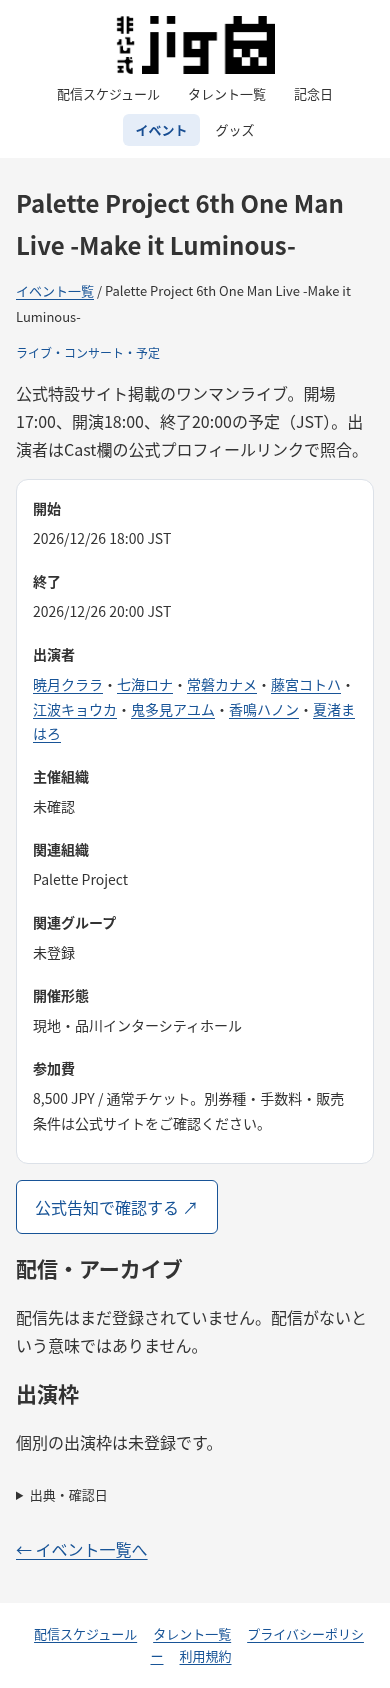 非公式 jig
配信スケジュール タレント一覧 記念日
イベント グッズ
Palette Project 6th One Man
Live -Make it Luminous-
イベント一覧 / Palette Project 6th One Man Live -Make it
Luminous-
ライブ・コンサート・予定
公式特設サイト掲載のワンマンライブ。開場
17:00、開演18:00、終了20:00の予定（JST）。出
演者はCast欄の公式プロフィールリンクで照合。
開始
2026/12/26 18:00 JST
終了
2026/12/26 20:00 JST
出演者
暁月クララ・七海ロナ・常磐カナメ・藤宮コトハ・
江波キョウカ・鬼多見アユム・香鳴ハノン・夏渚ま
ほろ
主催組織
未確認
関連組織
Palette Project
関連グループ
未登録
開催形態
現地・品川インターシティホール
参加費
8,500 JPY / 通常チケット。別券種・手数料・販売
条件は公式サイトをご確認ください。
公式告知で確認する ↗
配信・アーカイブ
配信先はまだ登録されていません。配信がないと
いう意味ではありません。
出演枠
個別の出演枠は未登録です。
▶ 出典・確認日
← イベント一覧へ
配信スケジュール タレント一覧 プライバシーポリシ
ー 利用規約